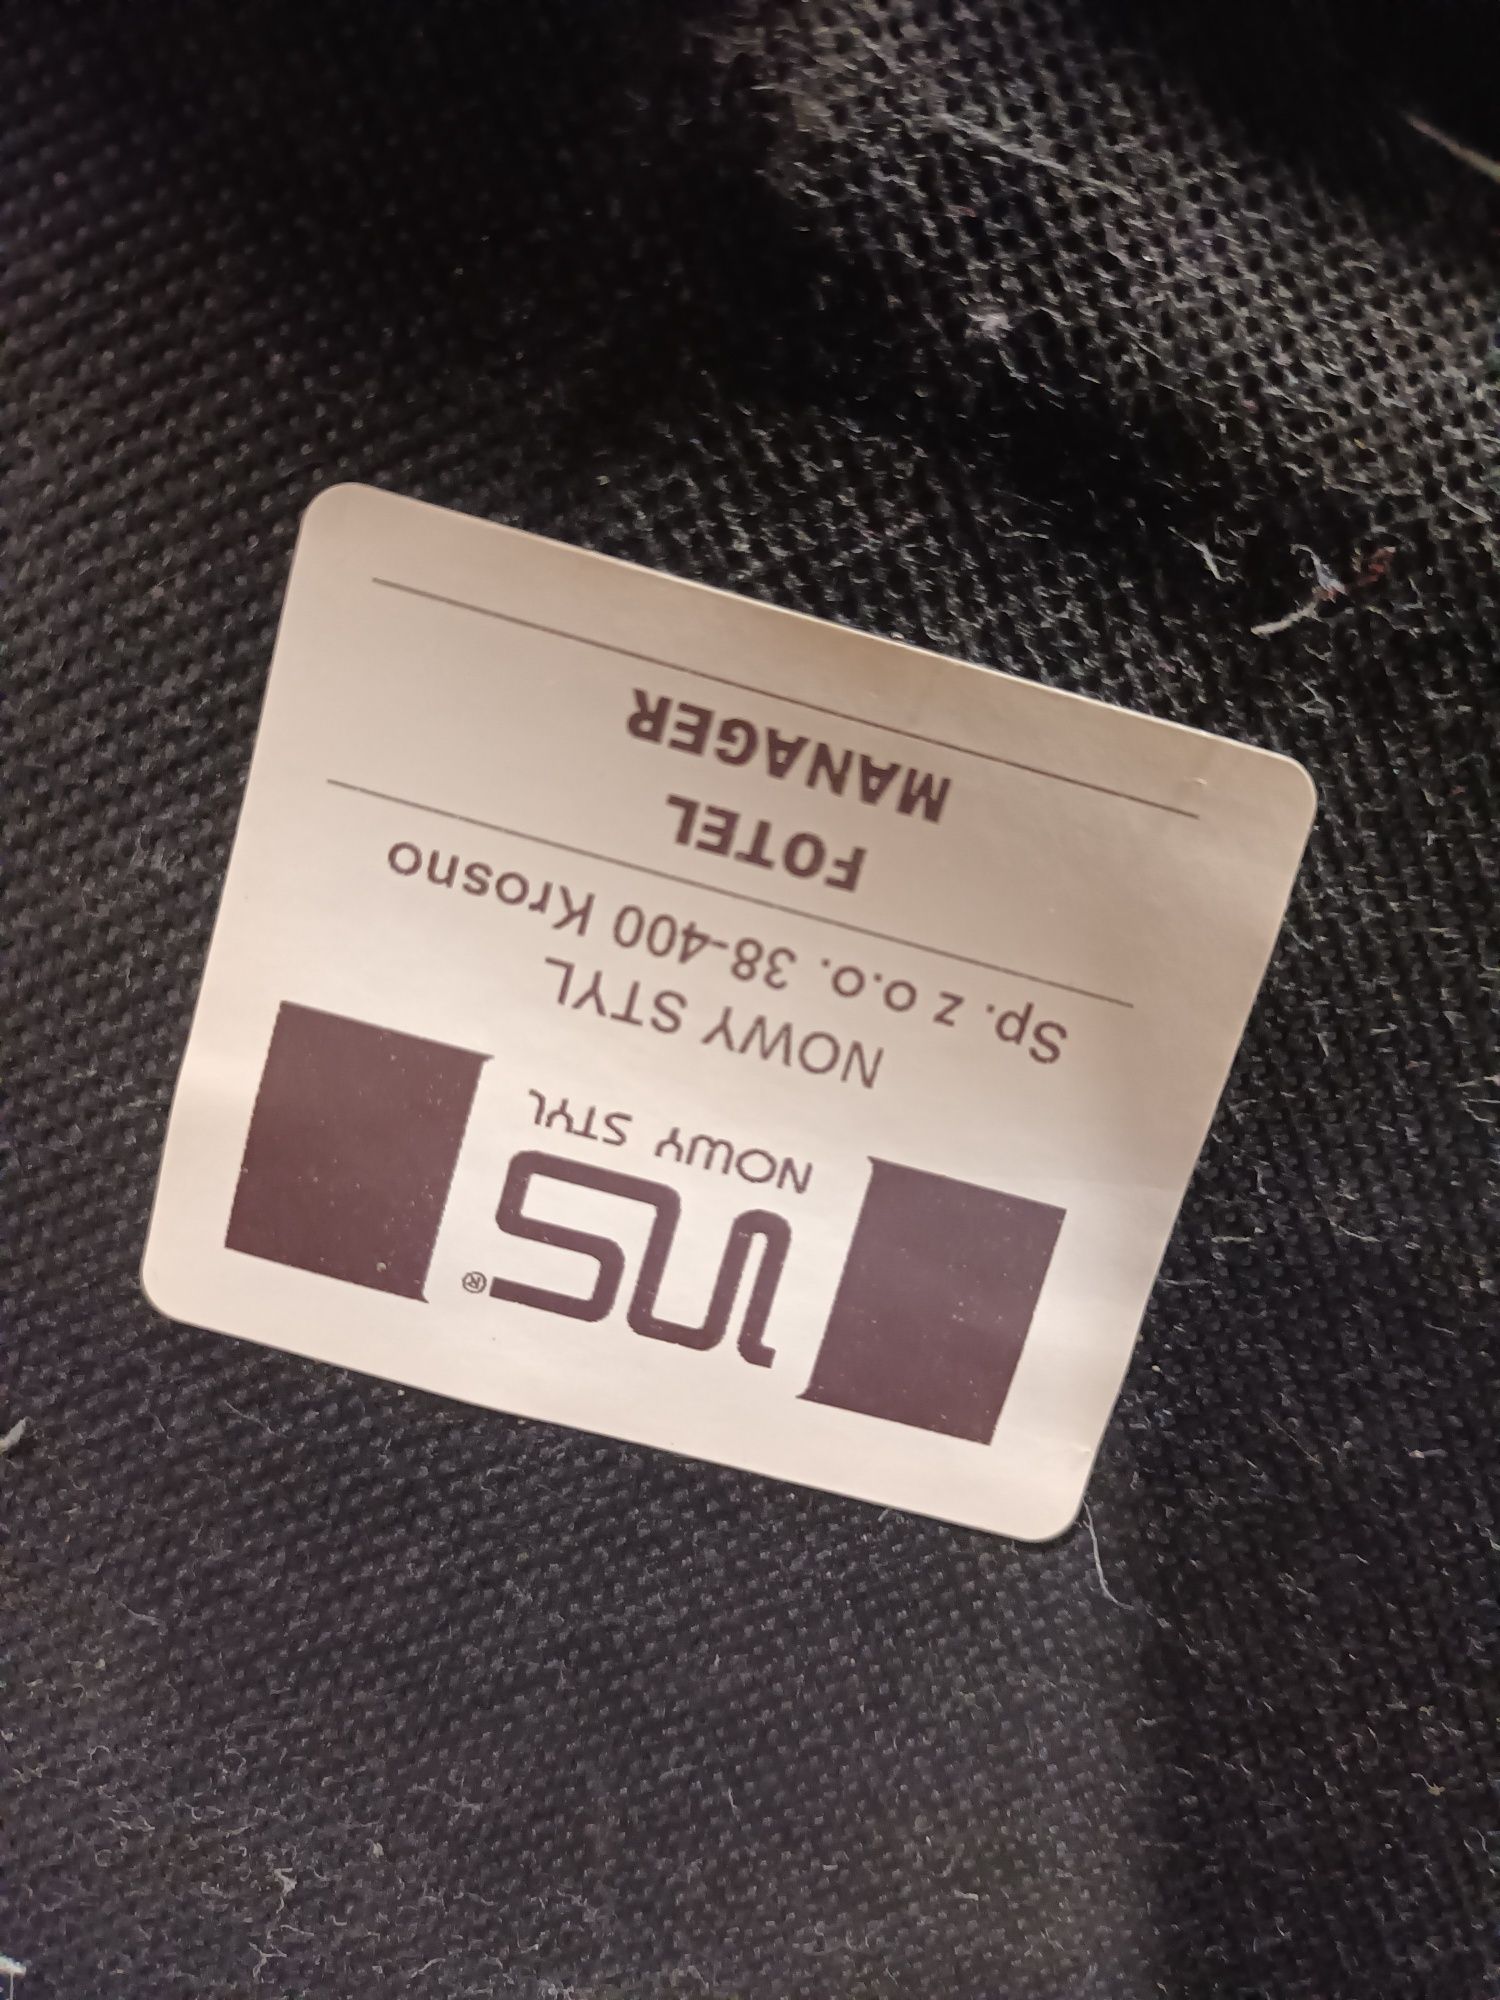 NS®
NOWY STYL
NOWY STYL
Sp. z o.o. 38-400 Krosno
FOTEL
MANAGER